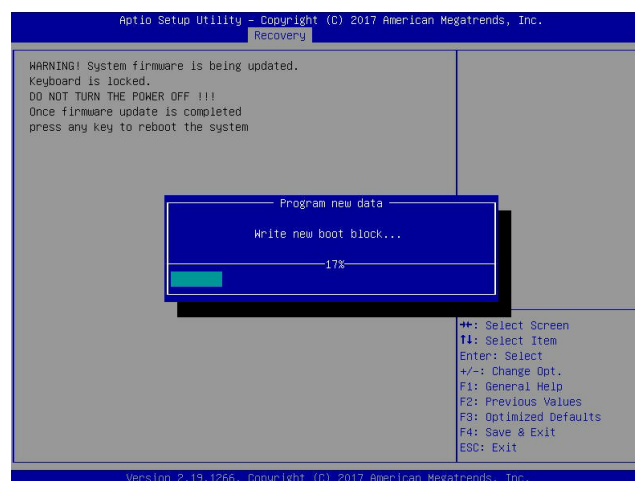 Aptio Setup Utility – Copyright (C) 2017 American Megatrends, Inc.
Recovery
WARNING! System firmware is being updated.
Keyboard is locked.
DO NOT TURN THE POWER OFF !!!
Once firmware update is completed
press any key to reboot the system
Program new data
Write new boot block...
17%
→←: Select Screen
↑↓: Select Item
Enter: Select
+/-: Change Opt.
F1: General Help
F2: Previous Values
F3: Optimized Defaults
F4: Save & Exit
ESC: Exit
Version 2.19.1266. Copyright (C) 2017 American Megatrends, Inc.